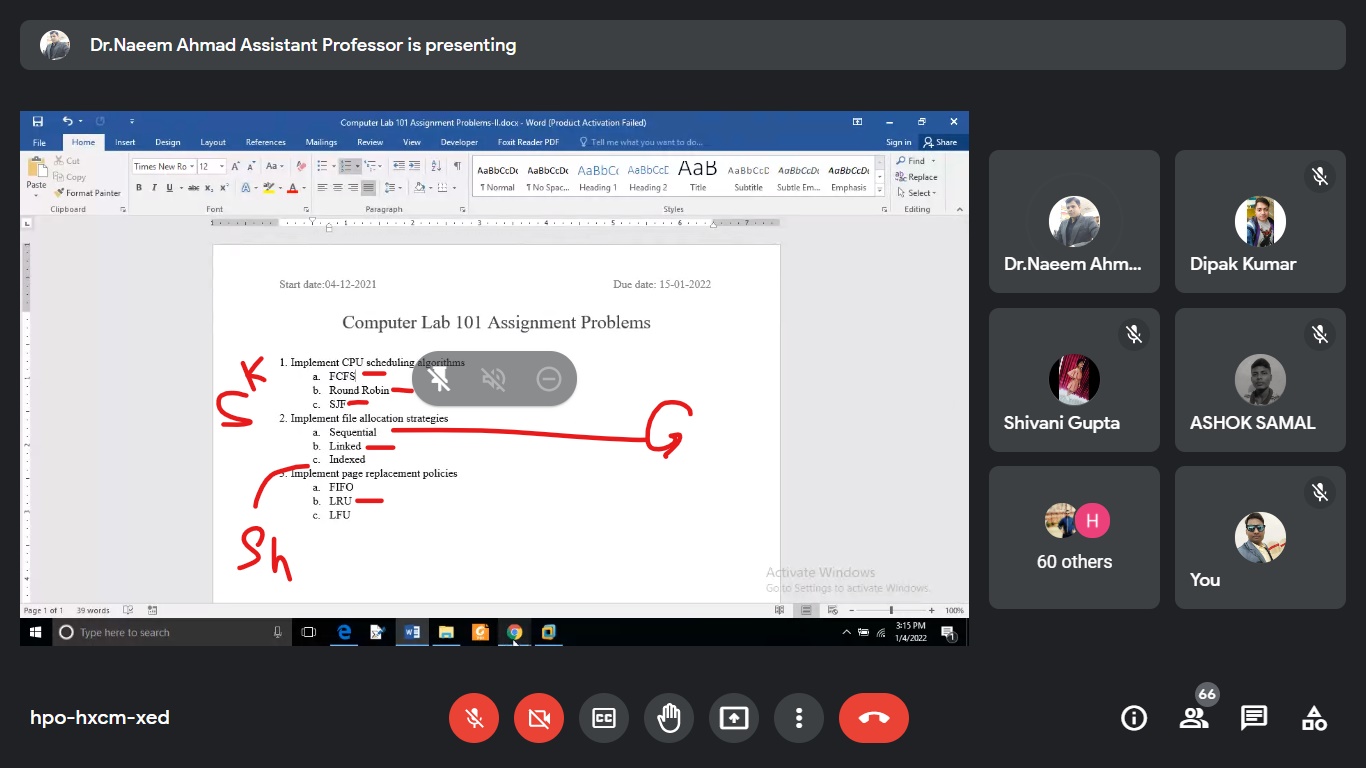 Dr.Naeem Ahmad Assistant Professor is presenting
Computer Lab 101 Assignment Problems-II.docx - Word (Product Activation Failed)
File Home Insert Design Layout References Mailings Review View Developer Foxit Reader PDF Tell me what you want to do... Sign in Share
Paste
Cut
Copy
Format Painter
Clipboard
Times New Ro 12
Font
Paragraph
AaBbCcDc AaBbCcDc AaBbCc AaBbCcE AaB AaBbCcD AaBbCcDc AaBbCcDc
¶ Normal ¶ No Spac... Heading 1 Heading 2 Title Subtitle Subtle Em... Emphasis
Styles
Find
Replace
Select
Editing
Start date:04-12-2021 Due date: 15-01-2022
Computer Lab 101 Assignment Problems
1. Implement CPU scheduling algorithms
a. FCFS
b. Round Robin
c. SJF
2. Implement file allocation strategies
a. Sequential
b. Linked
c. Indexed
3. Implement page replacement policies
a. FIFO
b. LRU
c. LFU
K
S
G
Sh
Activate Windows
Go to Settings to activate Windows.
Page 1 of 1 39 words 100%
Type here to search
3:15 PM
1/4/2022
Dr.Naeem Ahm...
Dipak Kumar
Shivani Gupta
ASHOK SAMAL
H
60 others
You
hpo-hxcm-xed
CC
66